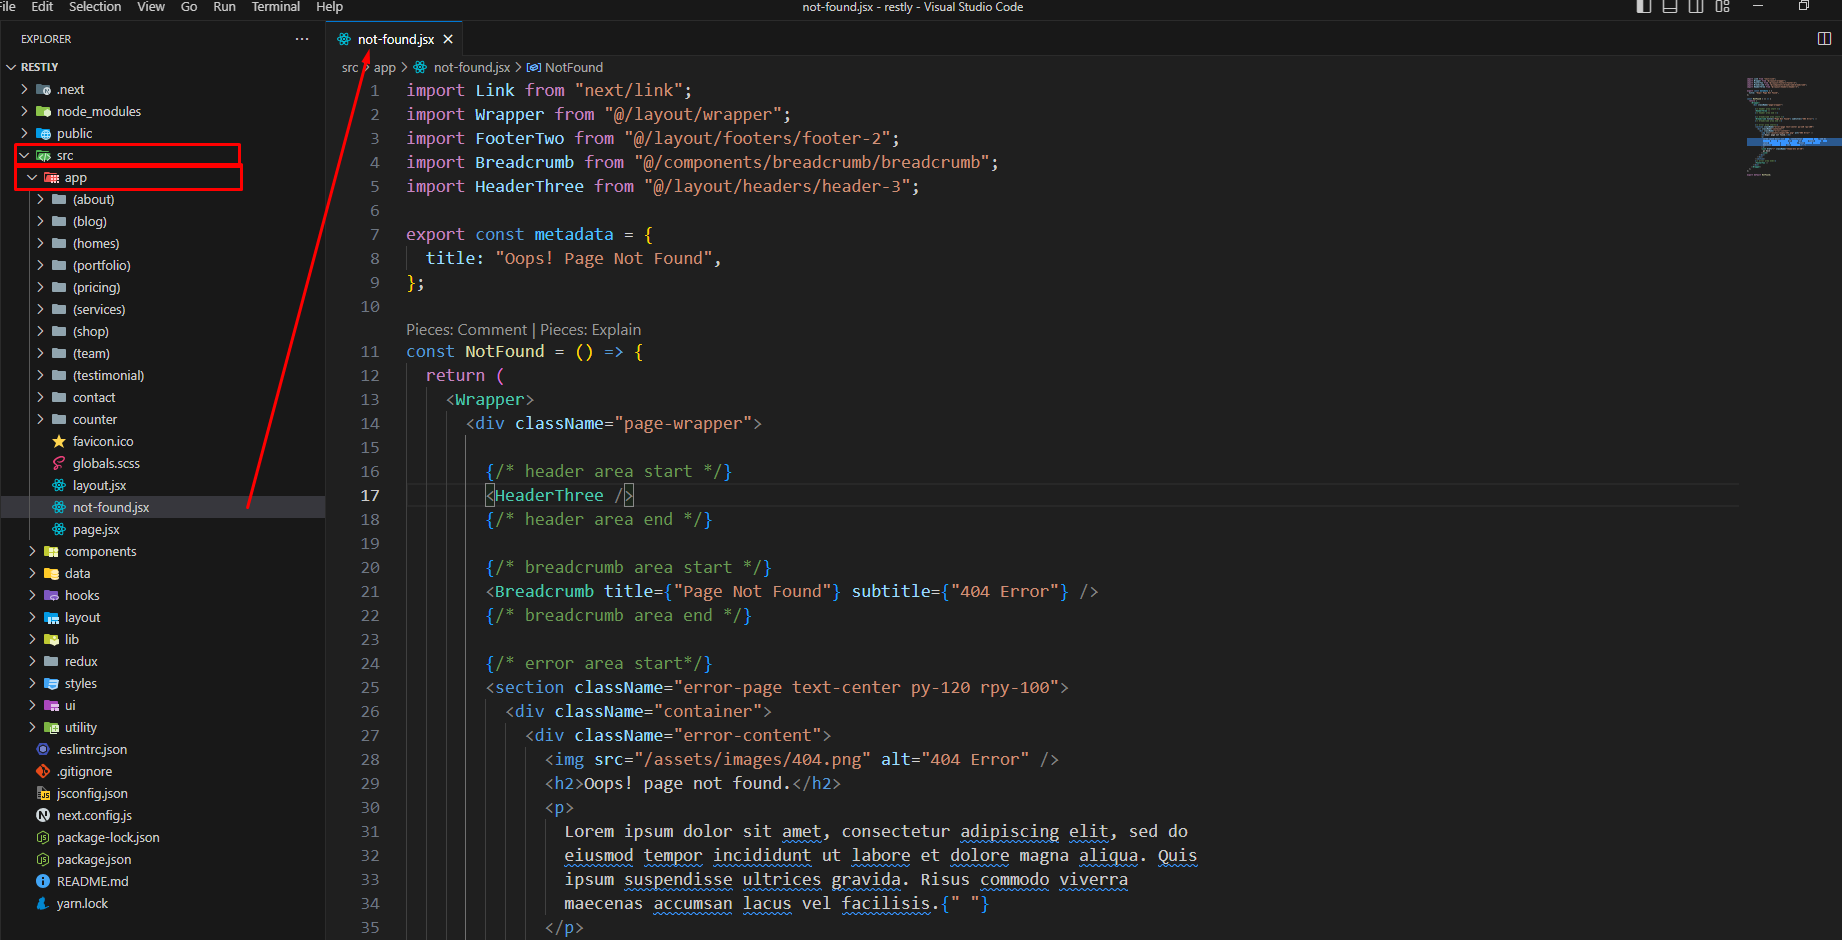 File Edit Selection View Go Run Terminal Help
not-found.jsx - restly - Visual Studio Code
EXPLORER
RESTLY
.next
node_modules
public
src
app
(about)
(blog)
(homes)
(portfolio)
(pricing)
(services)
(shop)
(team)
(testimonial)
contact
counter
favicon.ico
globals.scss
layout.jsx
not-found.jsx
page.jsx
components
data
hooks
layout
lib
redux
styles
ui
utility
.eslintrc.json
.gitignore
jsconfig.json
next.config.js
package-lock.json
package.json
README.md
yarn.lock
not-found.jsx
src > app > not-found.jsx > NotFound
1 import Link from "next/link";
2 import Wrapper from "@/layout/wrapper";
3 import FooterTwo from "@/layout/footers/footer-2";
4 import Breadcrumb from "@/components/breadcrumb/breadcrumb";
5 import HeaderThree from "@/layout/headers/header-3";
6
7 export const metadata = {
8 title: "Oops! Page Not Found",
9 };
10
Pieces: Comment | Pieces: Explain
11 const NotFound = () => {
12 return (
13 <Wrapper>
14 <div className="page-wrapper">
15
16 {/* header area start */}
17 <HeaderThree />
18 {/* header area end */}
19
20 {/* breadcrumb area start */}
21 <Breadcrumb title={"Page Not Found"} subtitle={"404 Error"} />
22 {/* breadcrumb area end */}
23
24 {/* error area start*/}
25 <section className="error-page text-center py-120 rpy-100">
26 <div className="container">
27 <div className="error-content">
28 <img src="/assets/images/404.png" alt="404 Error" />
29 <h2>Oops! page not found.</h2>
30 <p>
31 Lorem ipsum dolor sit amet, consectetur adipiscing elit, sed do
32 eiusmod tempor incididunt ut labore et dolore magna aliqua. Quis
33 ipsum suspendisse ultrices gravida. Risus commodo viverra
34 maecenas accumsan lacus vel facilisis.{" "}
35 </p>